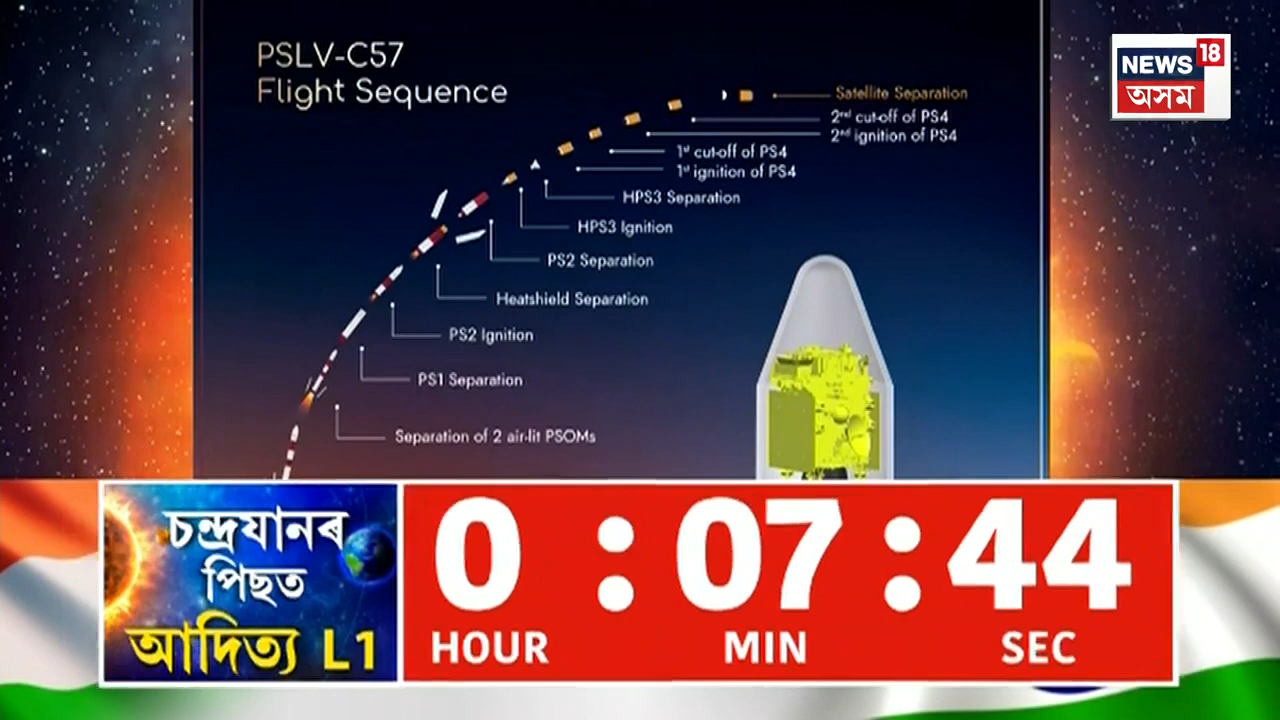 PSLV-C57
Flight Sequence
NEWS 18
অসম
Satellite Separation
2nd cut-off of PS4
2nd ignition of PS4
1st cut-off of PS4
1st ignition of PS4
HPS3 Separation
HPS3 Ignition
PS2 Separation
Heatshield Separation
PS2 Ignition
PS1 Separation
Separation of 2 air-lit PSOMs
চন্দ্ৰযানৰ
পিছত
আদিত্য L1
0 : 07 : 44
HOUR MIN SEC